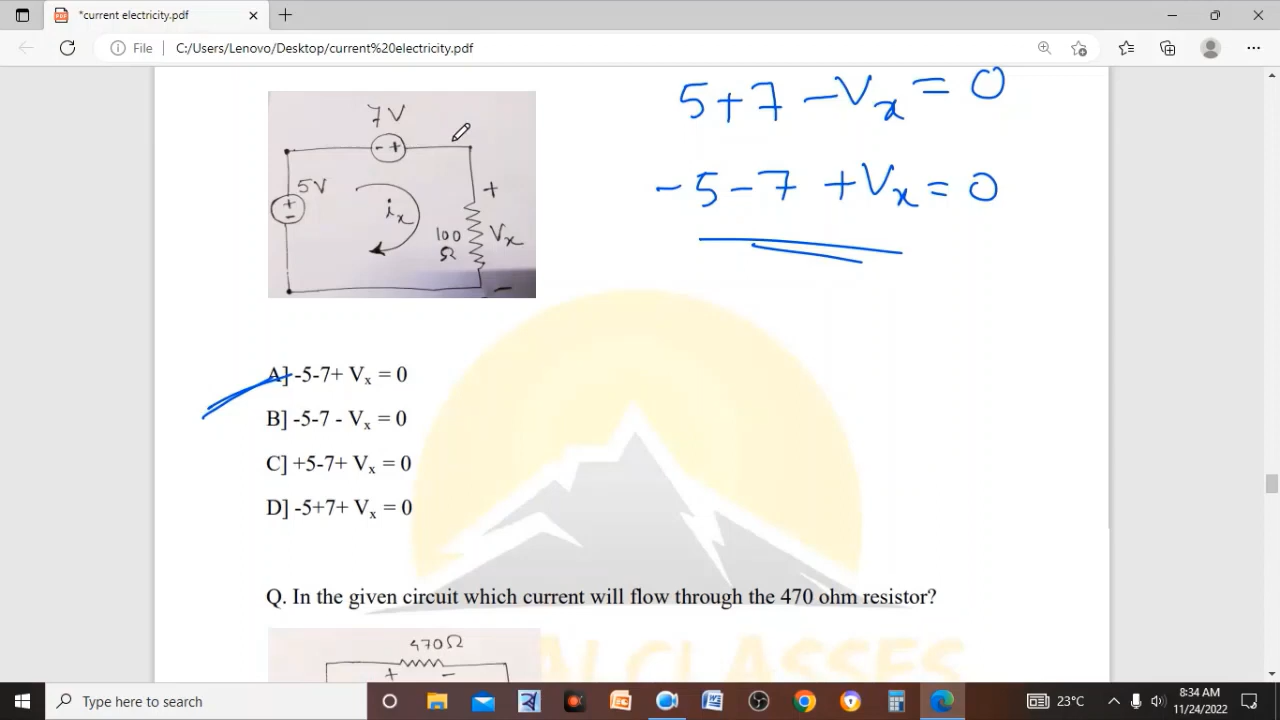 *current electricity.pdf
File C:/Users/Lenovo/Desktop/current%20electricity.pdf
7V
- +
5V
+
-
ix
100
Ω
+
Vx
-
5+7 -Vx = 0
-5-7 +Vx = 0
A] -5-7+ Vx = 0
B] -5-7 - Vx = 0
C] +5-7+ Vx = 0
D] -5+7+ Vx = 0
Q. In the given circuit which current will flow through the 470 ohm resistor?
470Ω
+ -
CLASSES
Type here to search
23°C
8:34 AM
11/24/2022